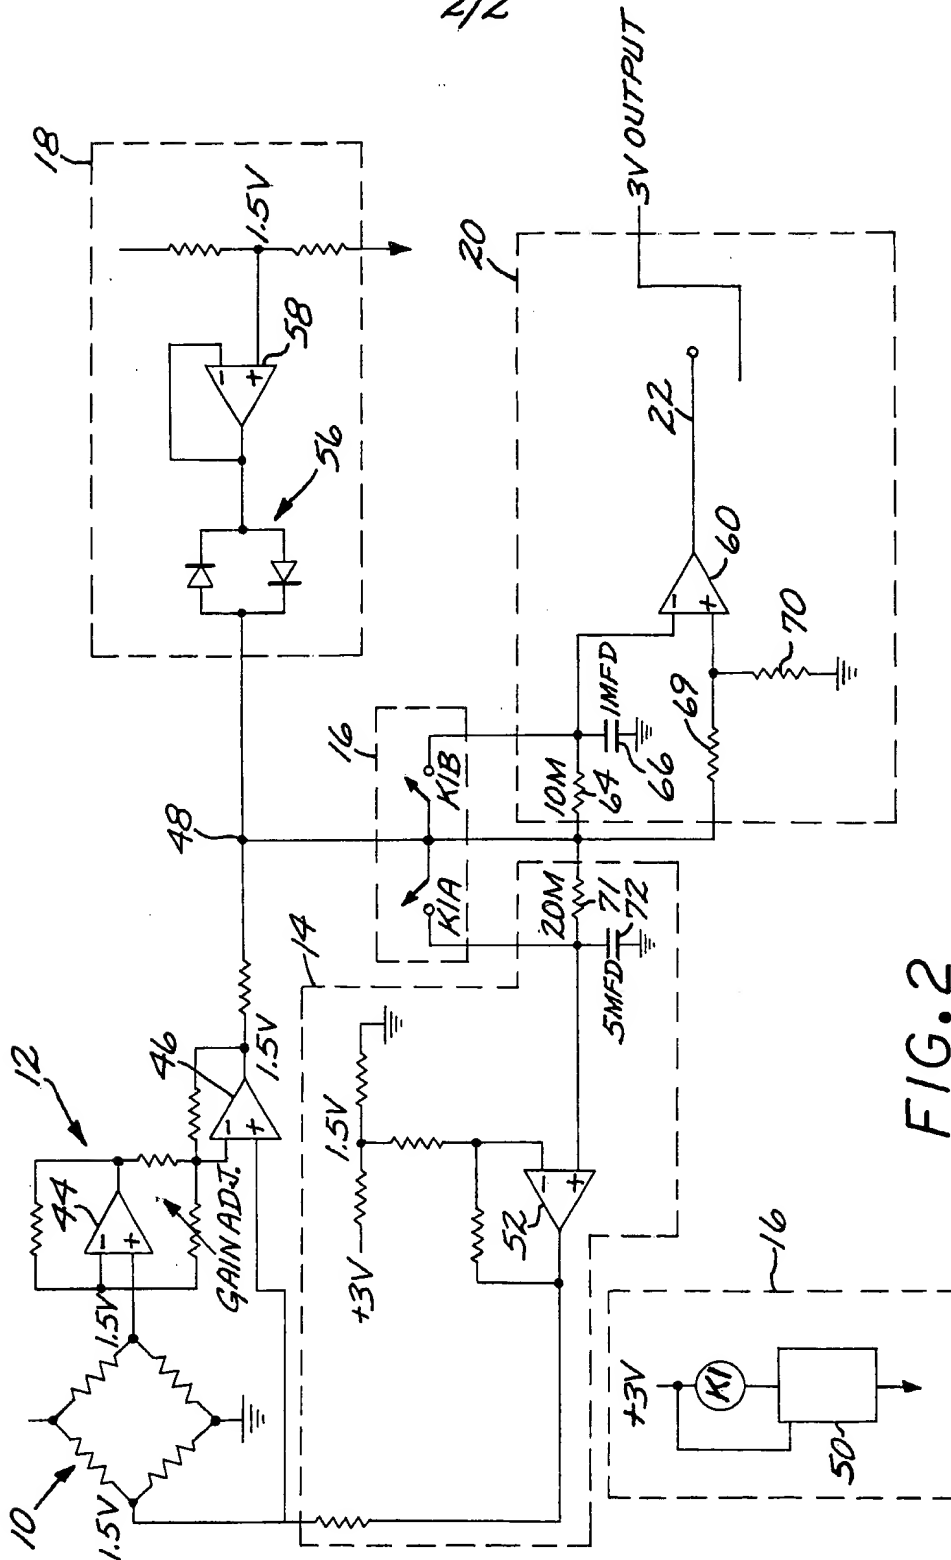 2/2
18
1.5V
58
56
12
46
44
GAIN ADJ.
1.5V
1.5V
1.5V
10
48
16
K1A
K1B
14
1.5V
+3V
52
20M
71
72
5MFD
20
10M
64
1MFD
66
69
70
60
22
3V OUTPUT
16
+3V
K1
50
FIG. 2